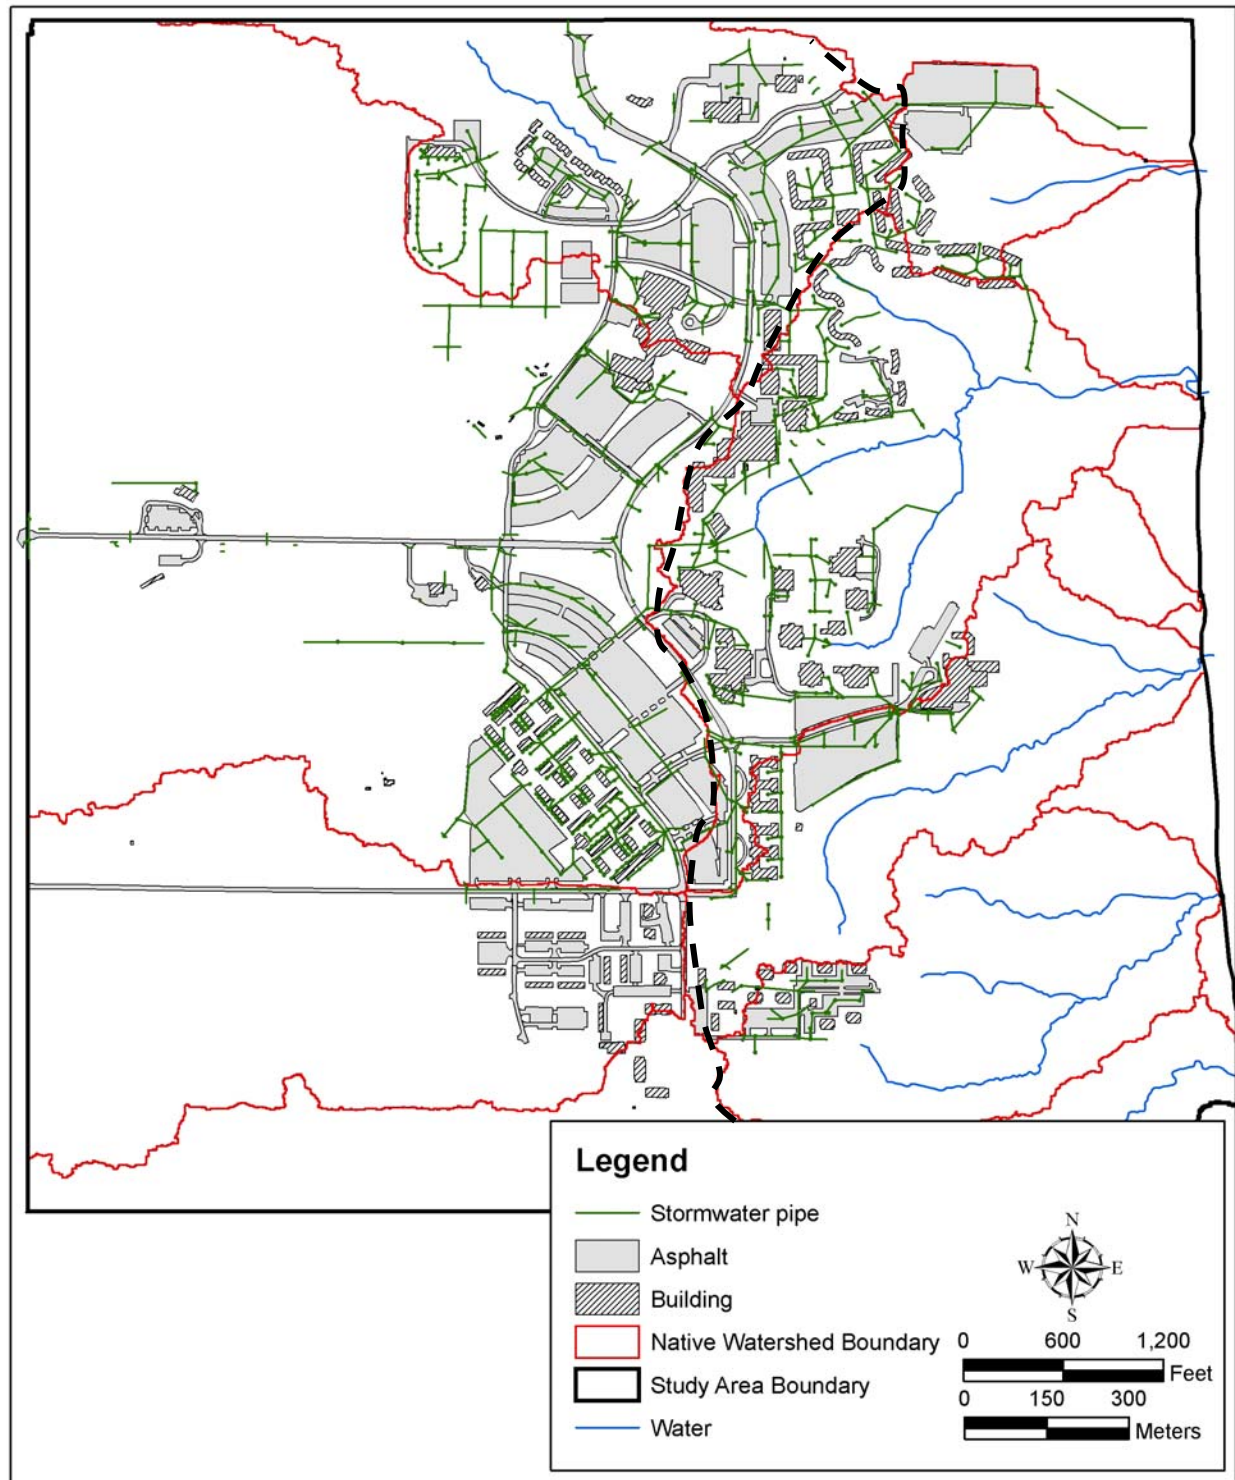 Legend
Stormwater pipe
Asphalt
Building
Native Watershed Boundary
Study Area Boundary
Water
N
W E
S
0 600 1,200
Feet
0 150 300
Meters